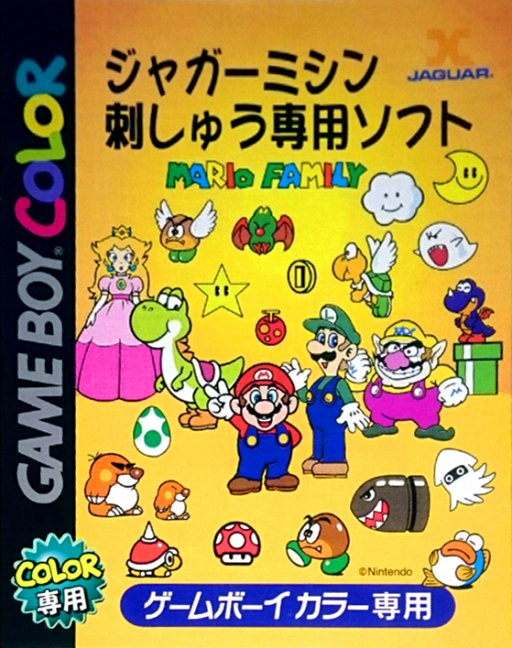 JAGUAR
ジャガーミシン
刺しゅう専用ソフト
MARIO FAMILY
GAME BOY® COLOR
©Nintendo
COLOR
専用
ゲームボーイ カラー専用